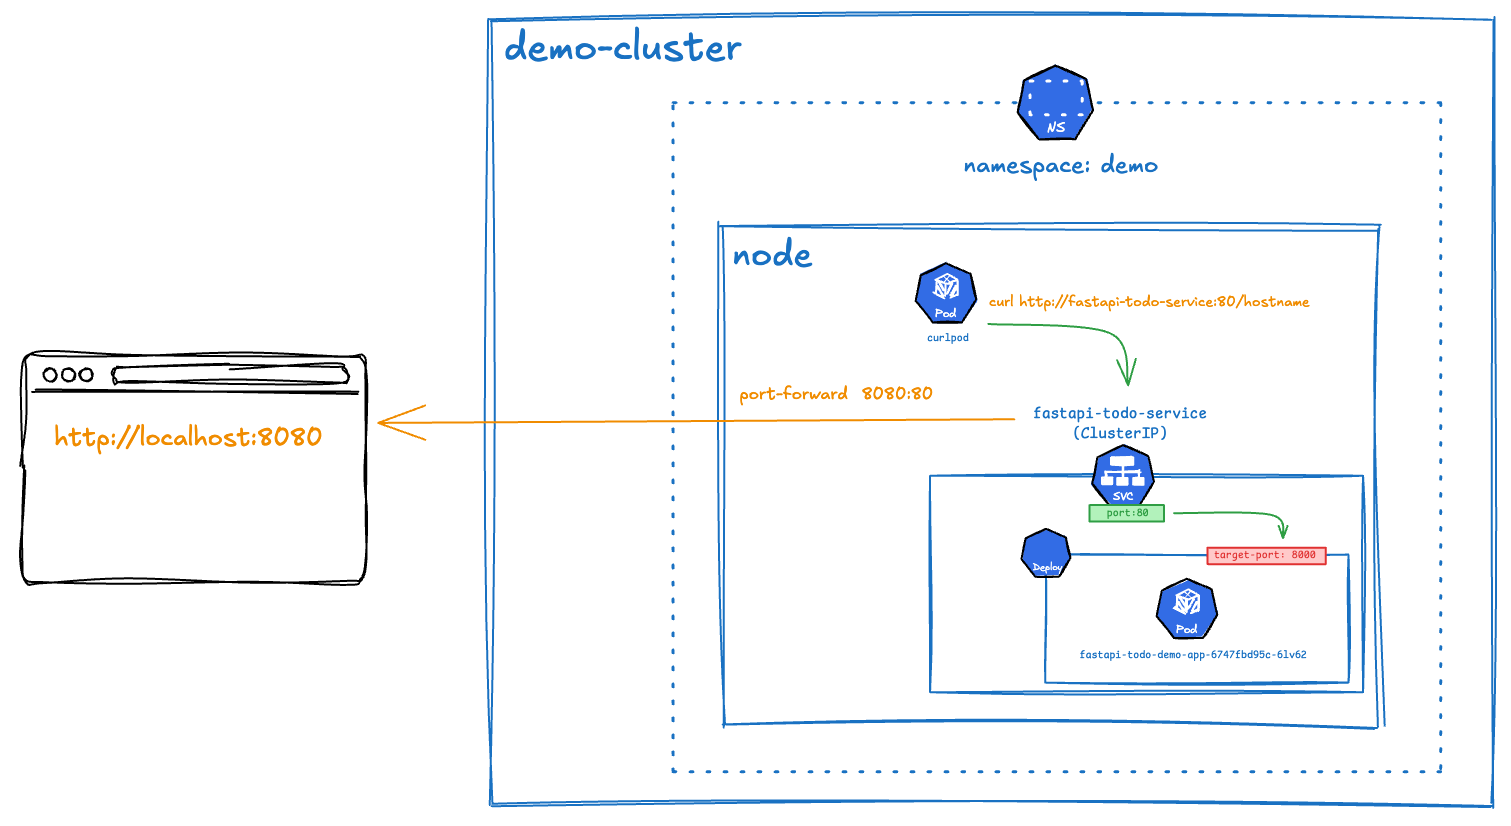 demo-cluster
NS
namespace: demo
node
Pod
curl http://fastapi-todo-service:80/hostname
curlpod
port-forward 8080:80
fastapi-todo-service
(ClusterIP)
http://localhost:8080
SVC
port:80
target-port: 8000
Deploy
Pod
fastapi-todo-demo-app-6747fbd95c-6lv62